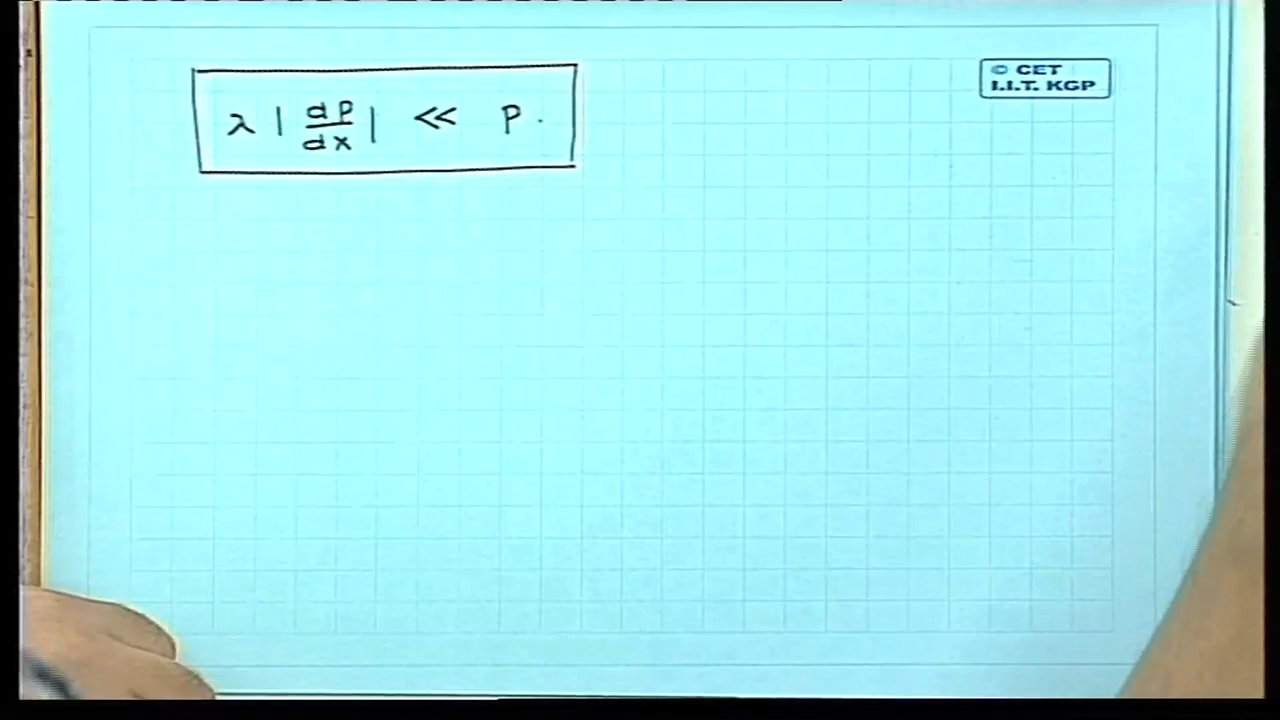 λ | dp/dx | << p.
© CET
I.I.T. KGP